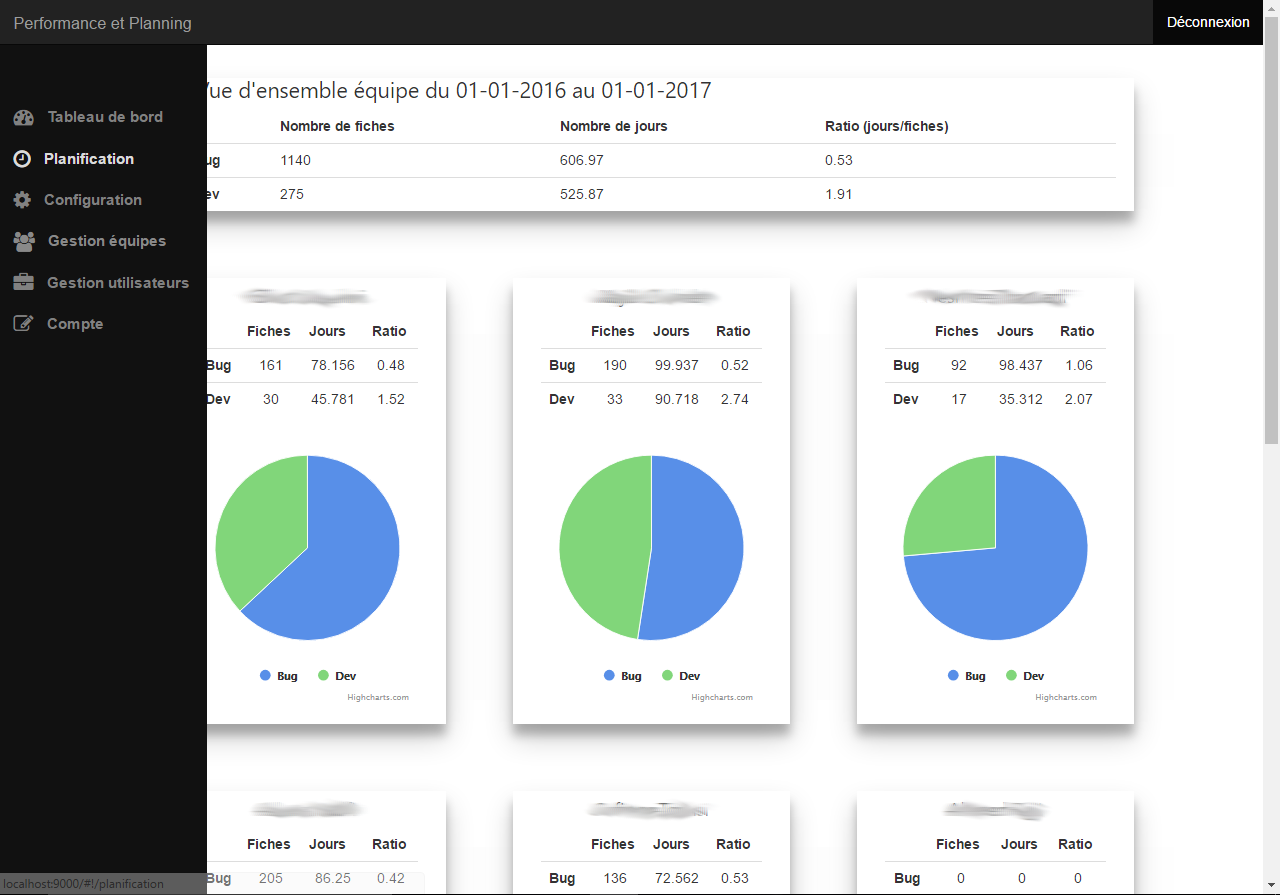 Performance et Planning Déconnexion
Tableau de bord
Planification
Configuration
Gestion équipes
Gestion utilisateurs
Compte
Vue d'ensemble équipe du 01-01-2016 au 01-01-2017
Nombre de fiches Nombre de jours Ratio (jours/fiches)
ug 1140 606.97 0.53
ev 275 525.87 1.91
Fiches Jours Ratio
Bug 161 78.156 0.48
Dev 30 45.781 1.52
Bug Dev
Highcharts.com
Fiches Jours Ratio
Bug 190 99.937 0.52
Dev 33 90.718 2.74
Bug Dev
Highcharts.com
Fiches Jours Ratio
Bug 92 98.437 1.06
Dev 17 35.312 2.07
Bug Dev
Highcharts.com
Fiches Jours Ratio
Bug 205 86.25 0.42
Fiches Jours Ratio
Bug 136 72.562 0.53
Fiches Jours Ratio
Bug 0 0 0
localhost:9000/#!/planification